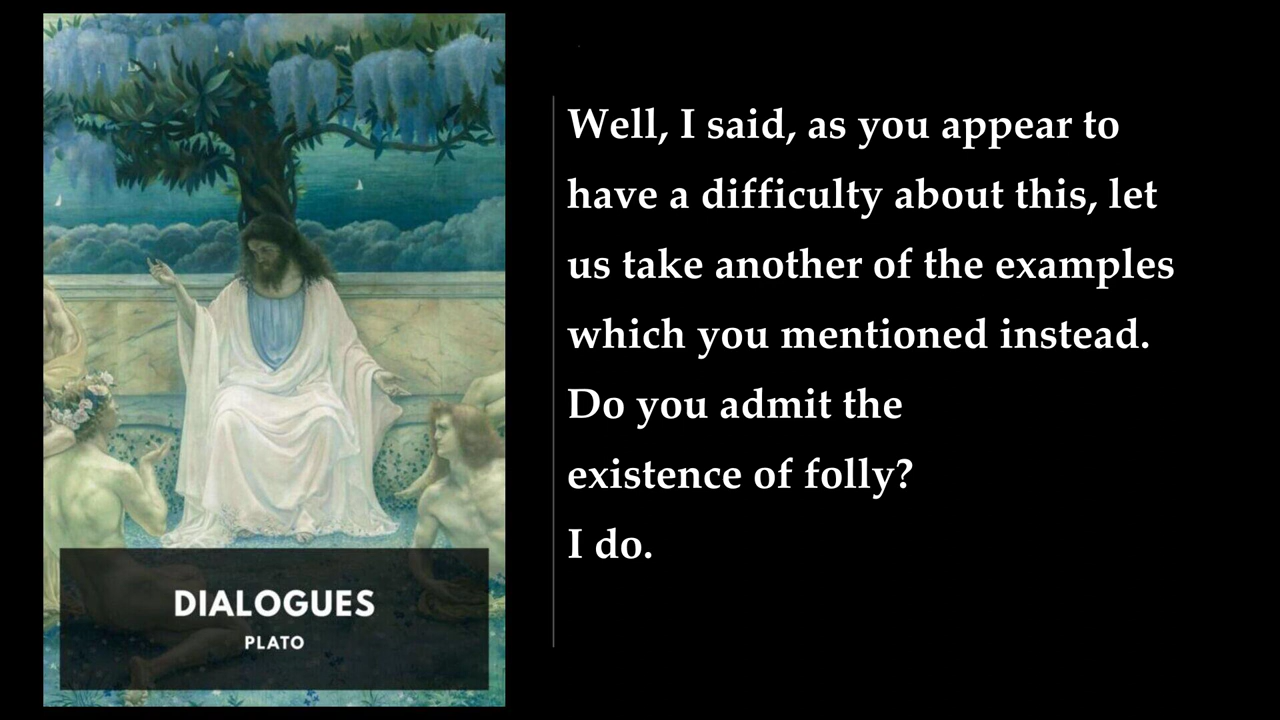 DIALOGUES
PLATO
Well, I said, as you appear to
have a difficulty about this, let
us take another of the examples
which you mentioned instead.
Do you admit the
existence of folly?
I do.